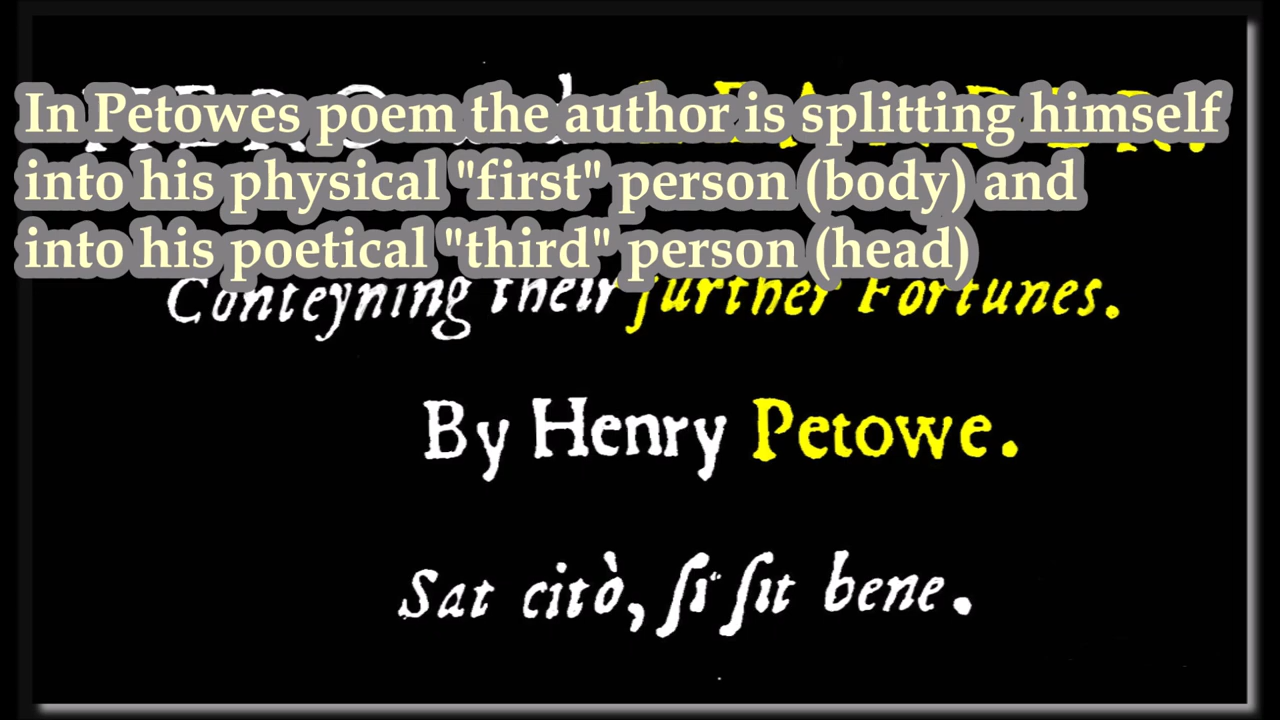 In Petowes poem the author is splitting himself
into his physical "first" person (body) and
into his poetical "third" person (head)
Conteyning their further Fortunes.
By Henry Petowe.
Sat citò, ſi ſit bene.